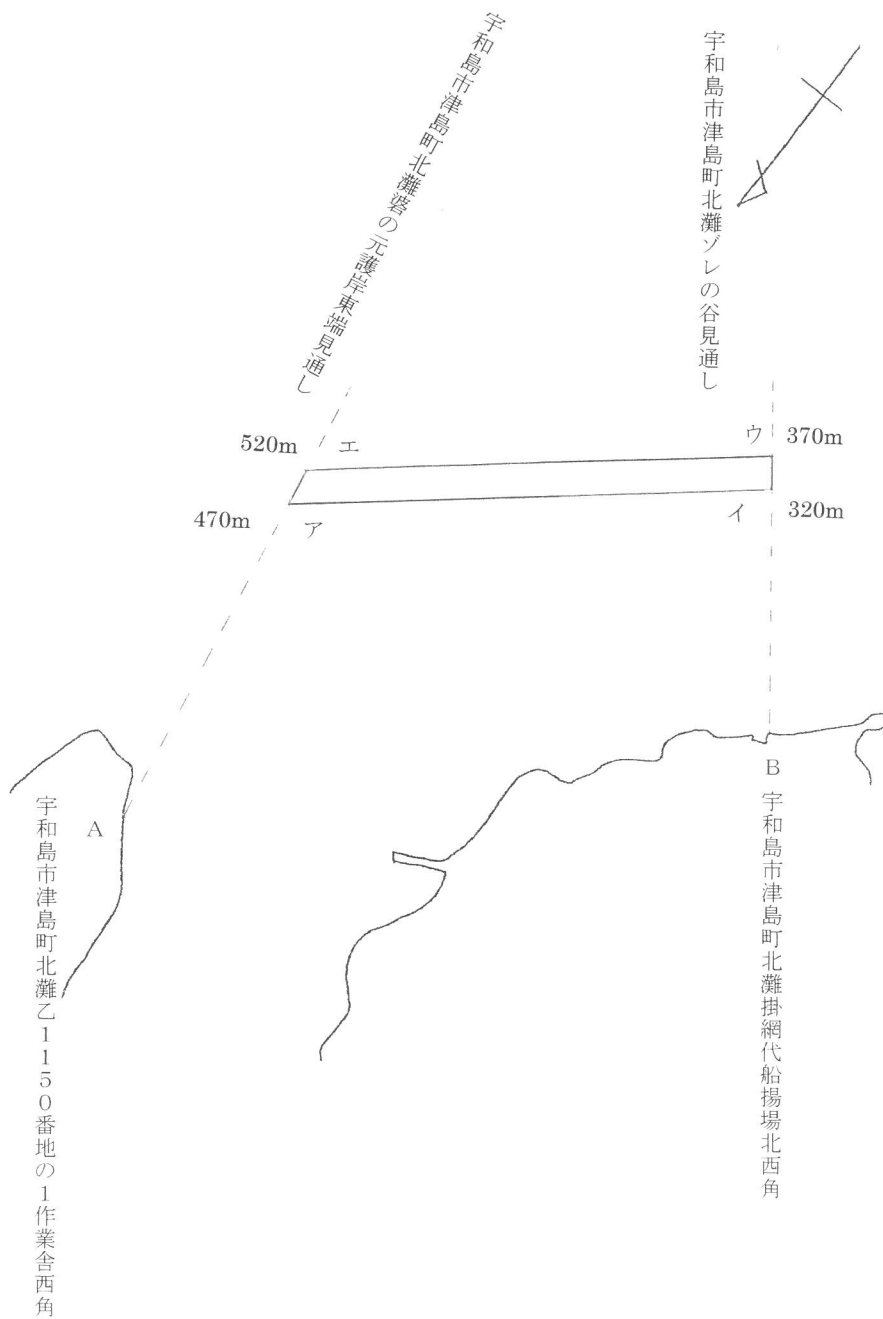 宇和島市津島町北灘ゾレの谷見通し
宇和島市津島町北灘碆の元護岸東端見通し
520m
エ
ウ
370m
470m
ア
イ
320m
A
B
宇和島市津島町北灘掛網代船揚場北西角
宇和島市津島町北灘乙1150番地の1作業舎西角